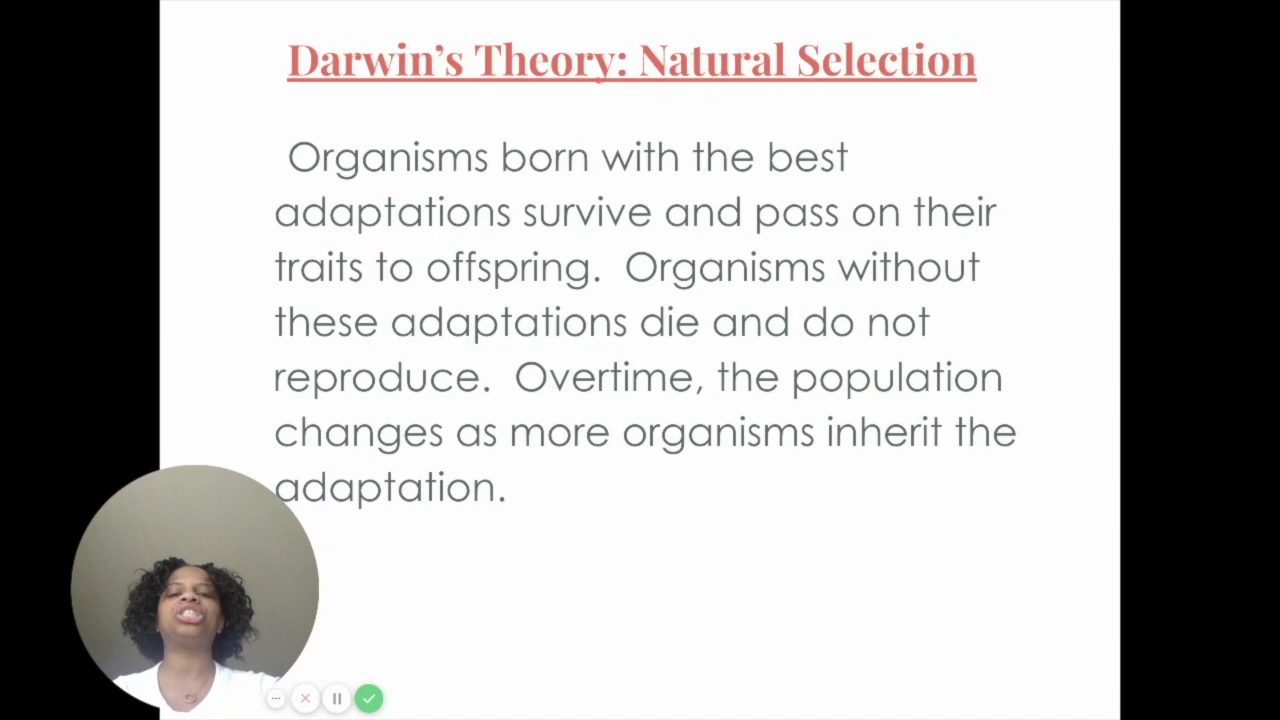 Darwin’s Theory: Natural Selection
Organisms born with the best
adaptations survive and pass on their
traits to offspring.  Organisms without
these adaptations die and do not
reproduce.  Overtime, the population
changes as more organisms inherit the
adaptation.